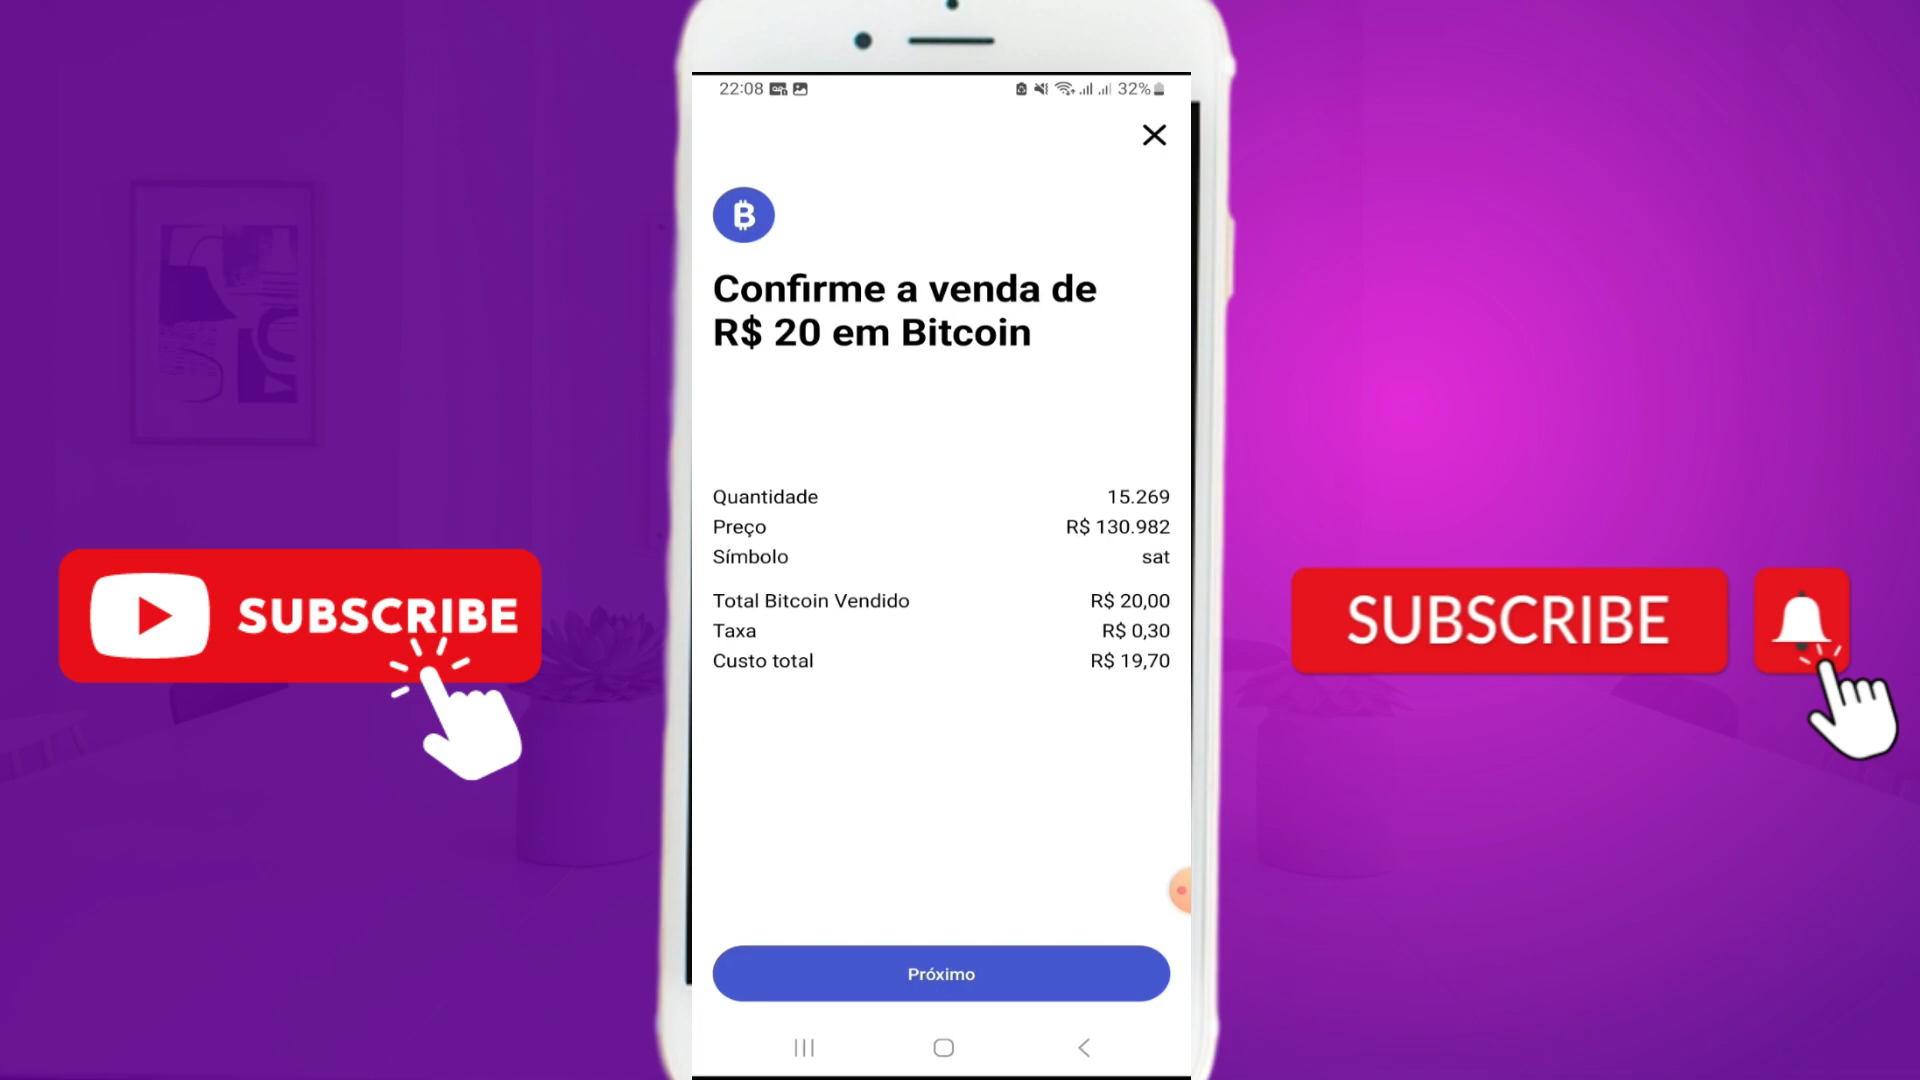 22:08
32%
Confirme a venda de
R$ 20 em Bitcoin
Quantidade 15.269
Preço R$ 130.982
Símbolo sat
Total Bitcoin Vendido R$ 20,00
Taxa R$ 0,30
Custo total R$ 19,70
Próximo
SUBSCRIBE
SUBSCRIBE